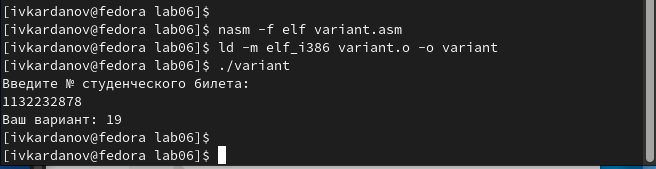 [ivkardanov@fedora lab06]$
[ivkardanov@fedora lab06]$ nasm -f elf variant.asm
[ivkardanov@fedora lab06]$ ld -m elf_i386 variant.o -o variant
[ivkardanov@fedora lab06]$ ./variant
Введите № студенческого билета:
1132232878
Ваш вариант: 19
[ivkardanov@fedora lab06]$
[ivkardanov@fedora lab06]$